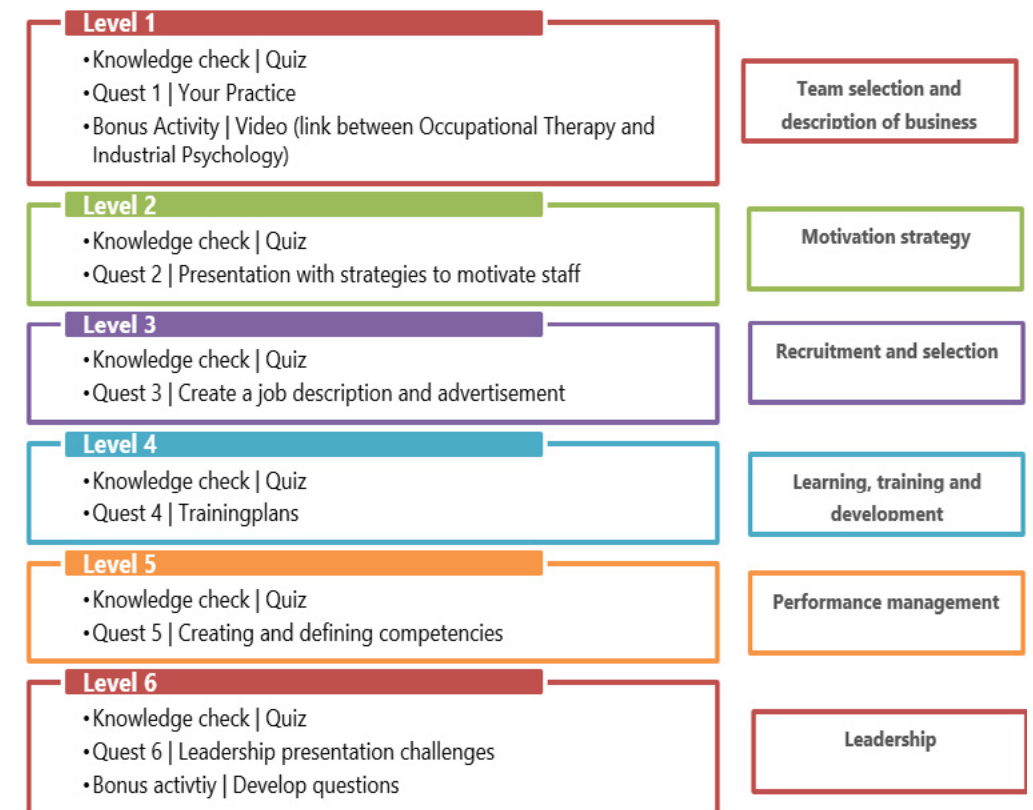 Level 1
•Knowledge check | Quiz
•Quest 1 | Your Practice
•Bonus Activity | Video (link between Occupational Therapy and
Industrial Psychology)
Team selection and
description of business
Level 2
•Knowledge check | Quiz
•Quest 2 | Presentation with strategies to motivate staff
Motivation strategy
Level 3
•Knowledge check | Quiz
•Quest 3 | Create a job description and advertisement
Recruitment and selection
Level 4
•Knowledge check | Quiz
•Quest 4 | Trainingplans
Learning, training and
development
Level 5
•Knowledge check | Quiz
•Quest 5 | Creating and defining competencies
Performance management
Level 6
•Knowledge check | Quiz
•Quest 6 | Leadership presentation challenges
•Bonus activtiy | Develop questions
Leadership